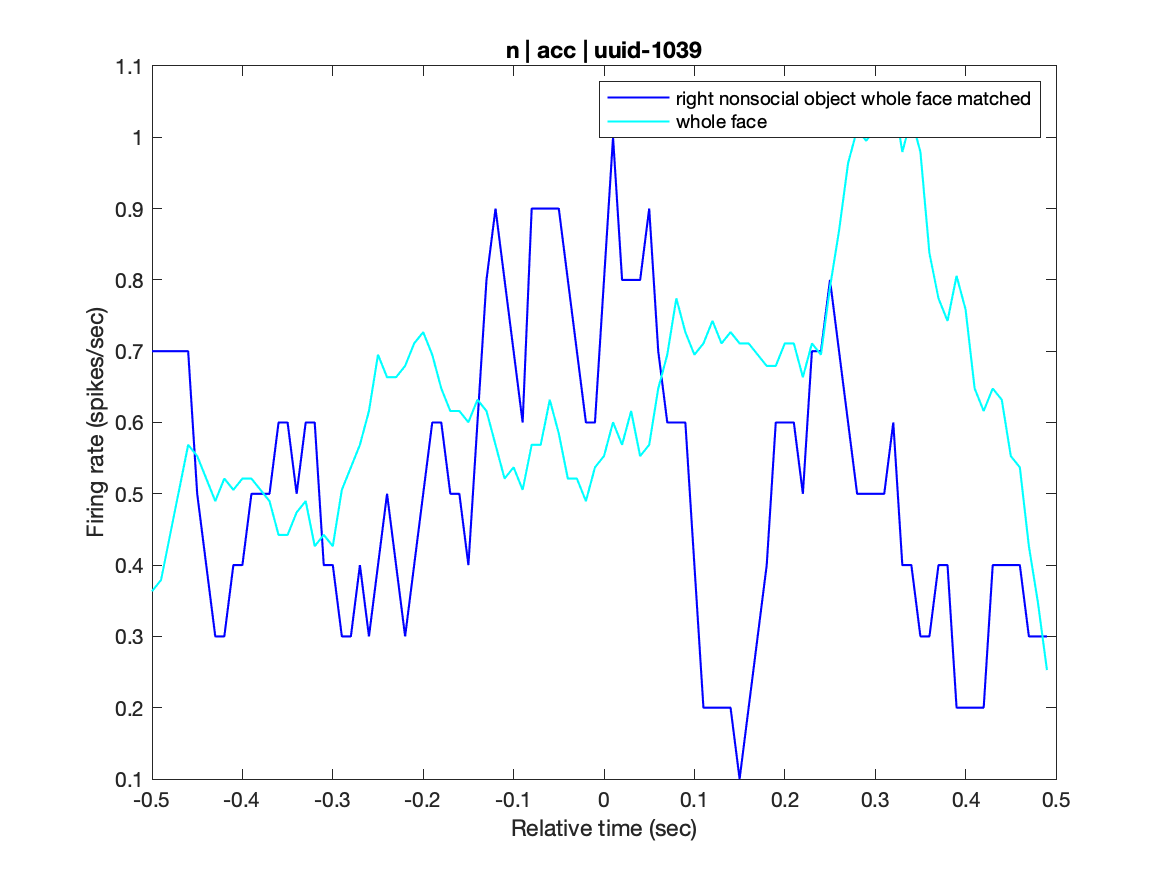 n | acc | uuid-1039
right nonsocial object whole face matched
whole face
1.1
1
0.9
0.8
0.7
0.6
0.5
0.4
0.3
0.2
0.1
Firing rate (spikes/sec)
-0.5 -0.4 -0.3 -0.2 -0.1 0 0.1 0.2 0.3 0.4 0.5
Relative time (sec)